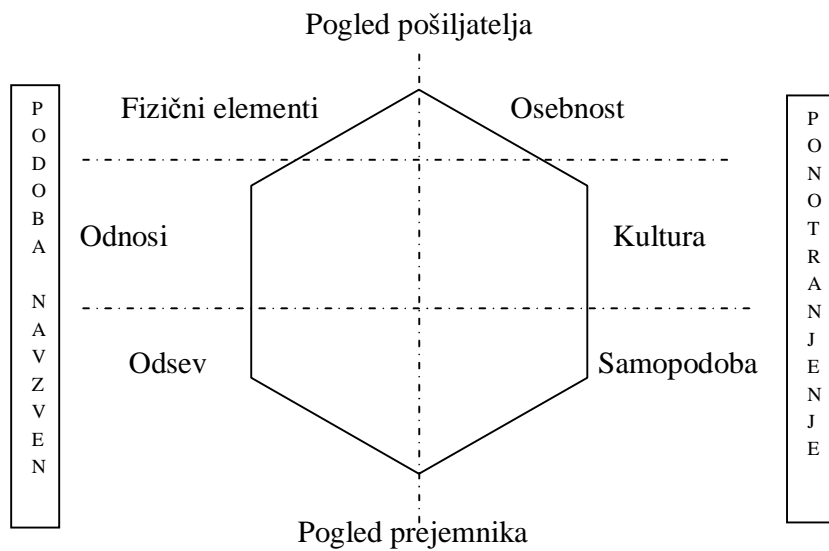 Pogled pošiljatelja
Fizični elementi
Osebnost
PODOBA NAVZVEN
PONOTRANJENJE
Odnosi
Kultura
Odsev
Samopodoba
Pogled prejemnika